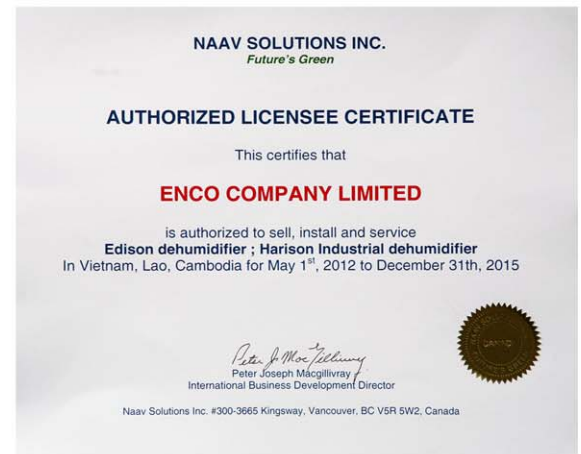 NAAV SOLUTIONS INC.
Future's Green
AUTHORIZED LICENSEE CERTIFICATE
This certifies that
ENCO COMPANY LIMITED
is authorized to sell, install and service
Edison dehumidifier ; Harison Industrial dehumidifier
In Vietnam, Lao, Cambodia for May 1st, 2012 to December 31th, 2015
Peter Joseph Macgillivray
International Business Development Director
Naav Solutions Inc. #300-3665 Kingsway, Vancouver, BC V5R 5W2, Canada